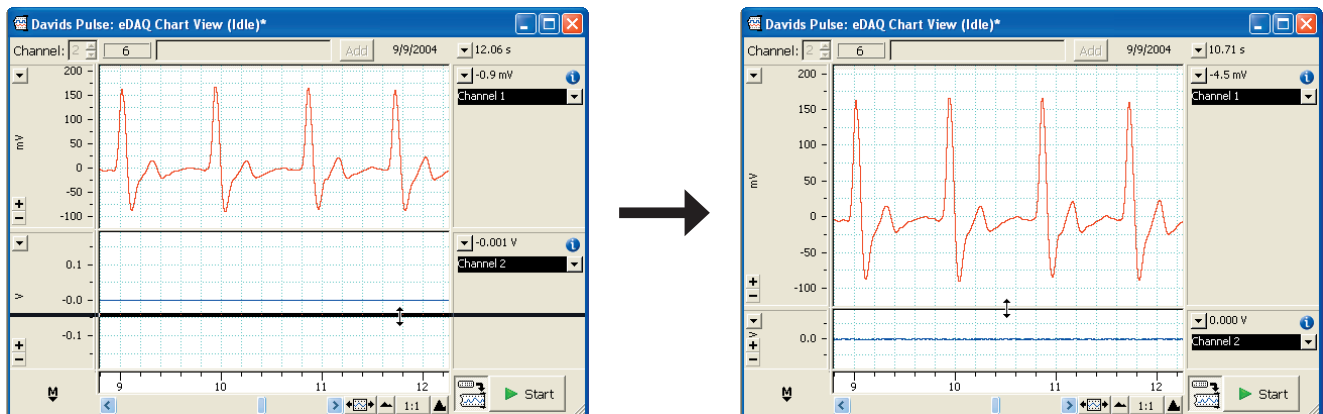 Davids Pulse: eDAQ Chart View (Idle)*
Channel: 2 6 Add 9/9/2004 12.06 s
200
150
100
50
0
-50
-100
mV
+
−
-0.9 mV
Channel 1
0.1
-0.0
-0.1
V
+
−
-0.001 V
Channel 2
M
9 10 11 12
1:1
Start
Davids Pulse: eDAQ Chart View (Idle)*
Channel: 2 6 Add 9/9/2004 10.71 s
200
150
100
50
0
-50
-100
mV
+
−
-4.5 mV
Channel 1
0.0
V
+
−
0.000 V
Channel 2
M
9 10 11 12
1:1
Start